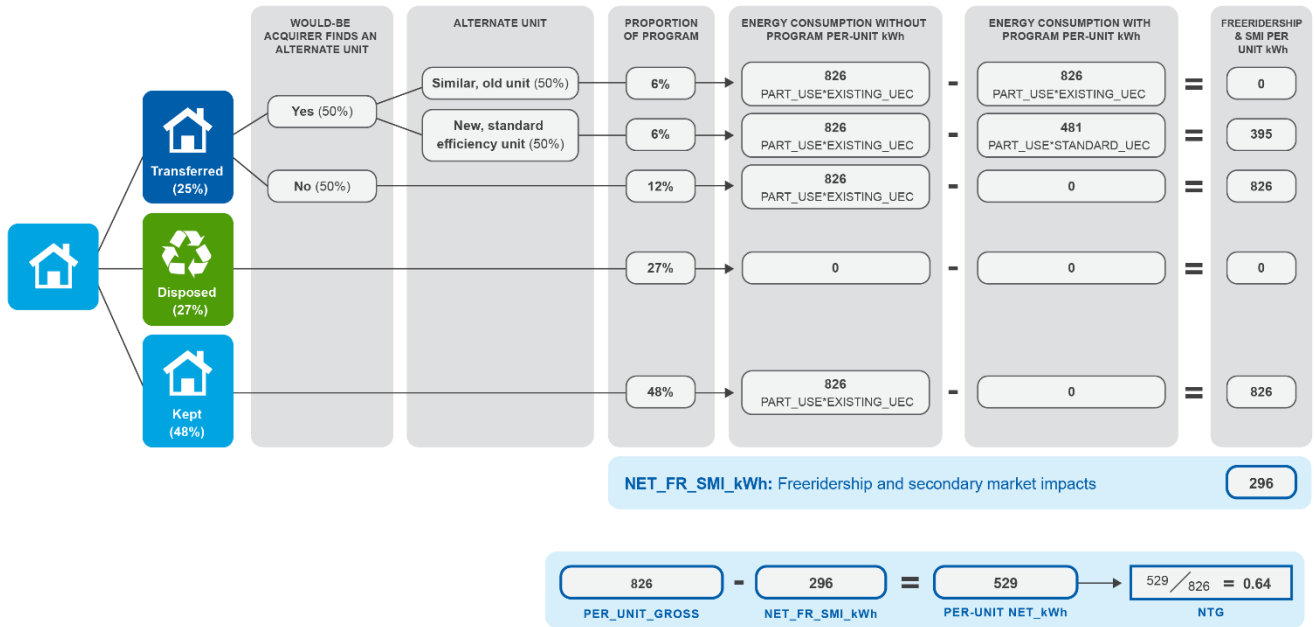 WOULD-BE
ACQUIRER FINDS AN
ALTERNATE UNIT
ALTERNATE UNIT
PROPORTION
OF PROGRAM
ENERGY CONSUMPTION WITHOUT
PROGRAM PER-UNIT kWh
ENERGY CONSUMPTION WITH
PROGRAM PER-UNIT kWh
FREERIDERSHIP
& SMI PER
UNIT kWh
Transferred
(25%)
Yes (50%)
Similar, old unit (50%)
6%
826
PART_USE*EXISTING_UEC
-
826
PART_USE*EXISTING_UEC
=
0
New, standard
efficiency unit (50%)
6%
826
PART_USE*EXISTING_UEC
-
481
PART_USE*STANDARD_UEC
=
395
No (50%)
12%
826
PART_USE*EXISTING_UEC
-
0
=
826
Disposed
(27%)
27%
0
-
0
=
0
Kept
(48%)
48%
826
PART_USE*EXISTING_UEC
-
0
=
826
NET_FR_SMI_kWh: Freeridership and secondary market impacts
296
826 - 296 = 529 529/826 = 0.64
PER_UNIT_GROSS NET_FR_SMI_kWh PER-UNIT NET_kWh NTG